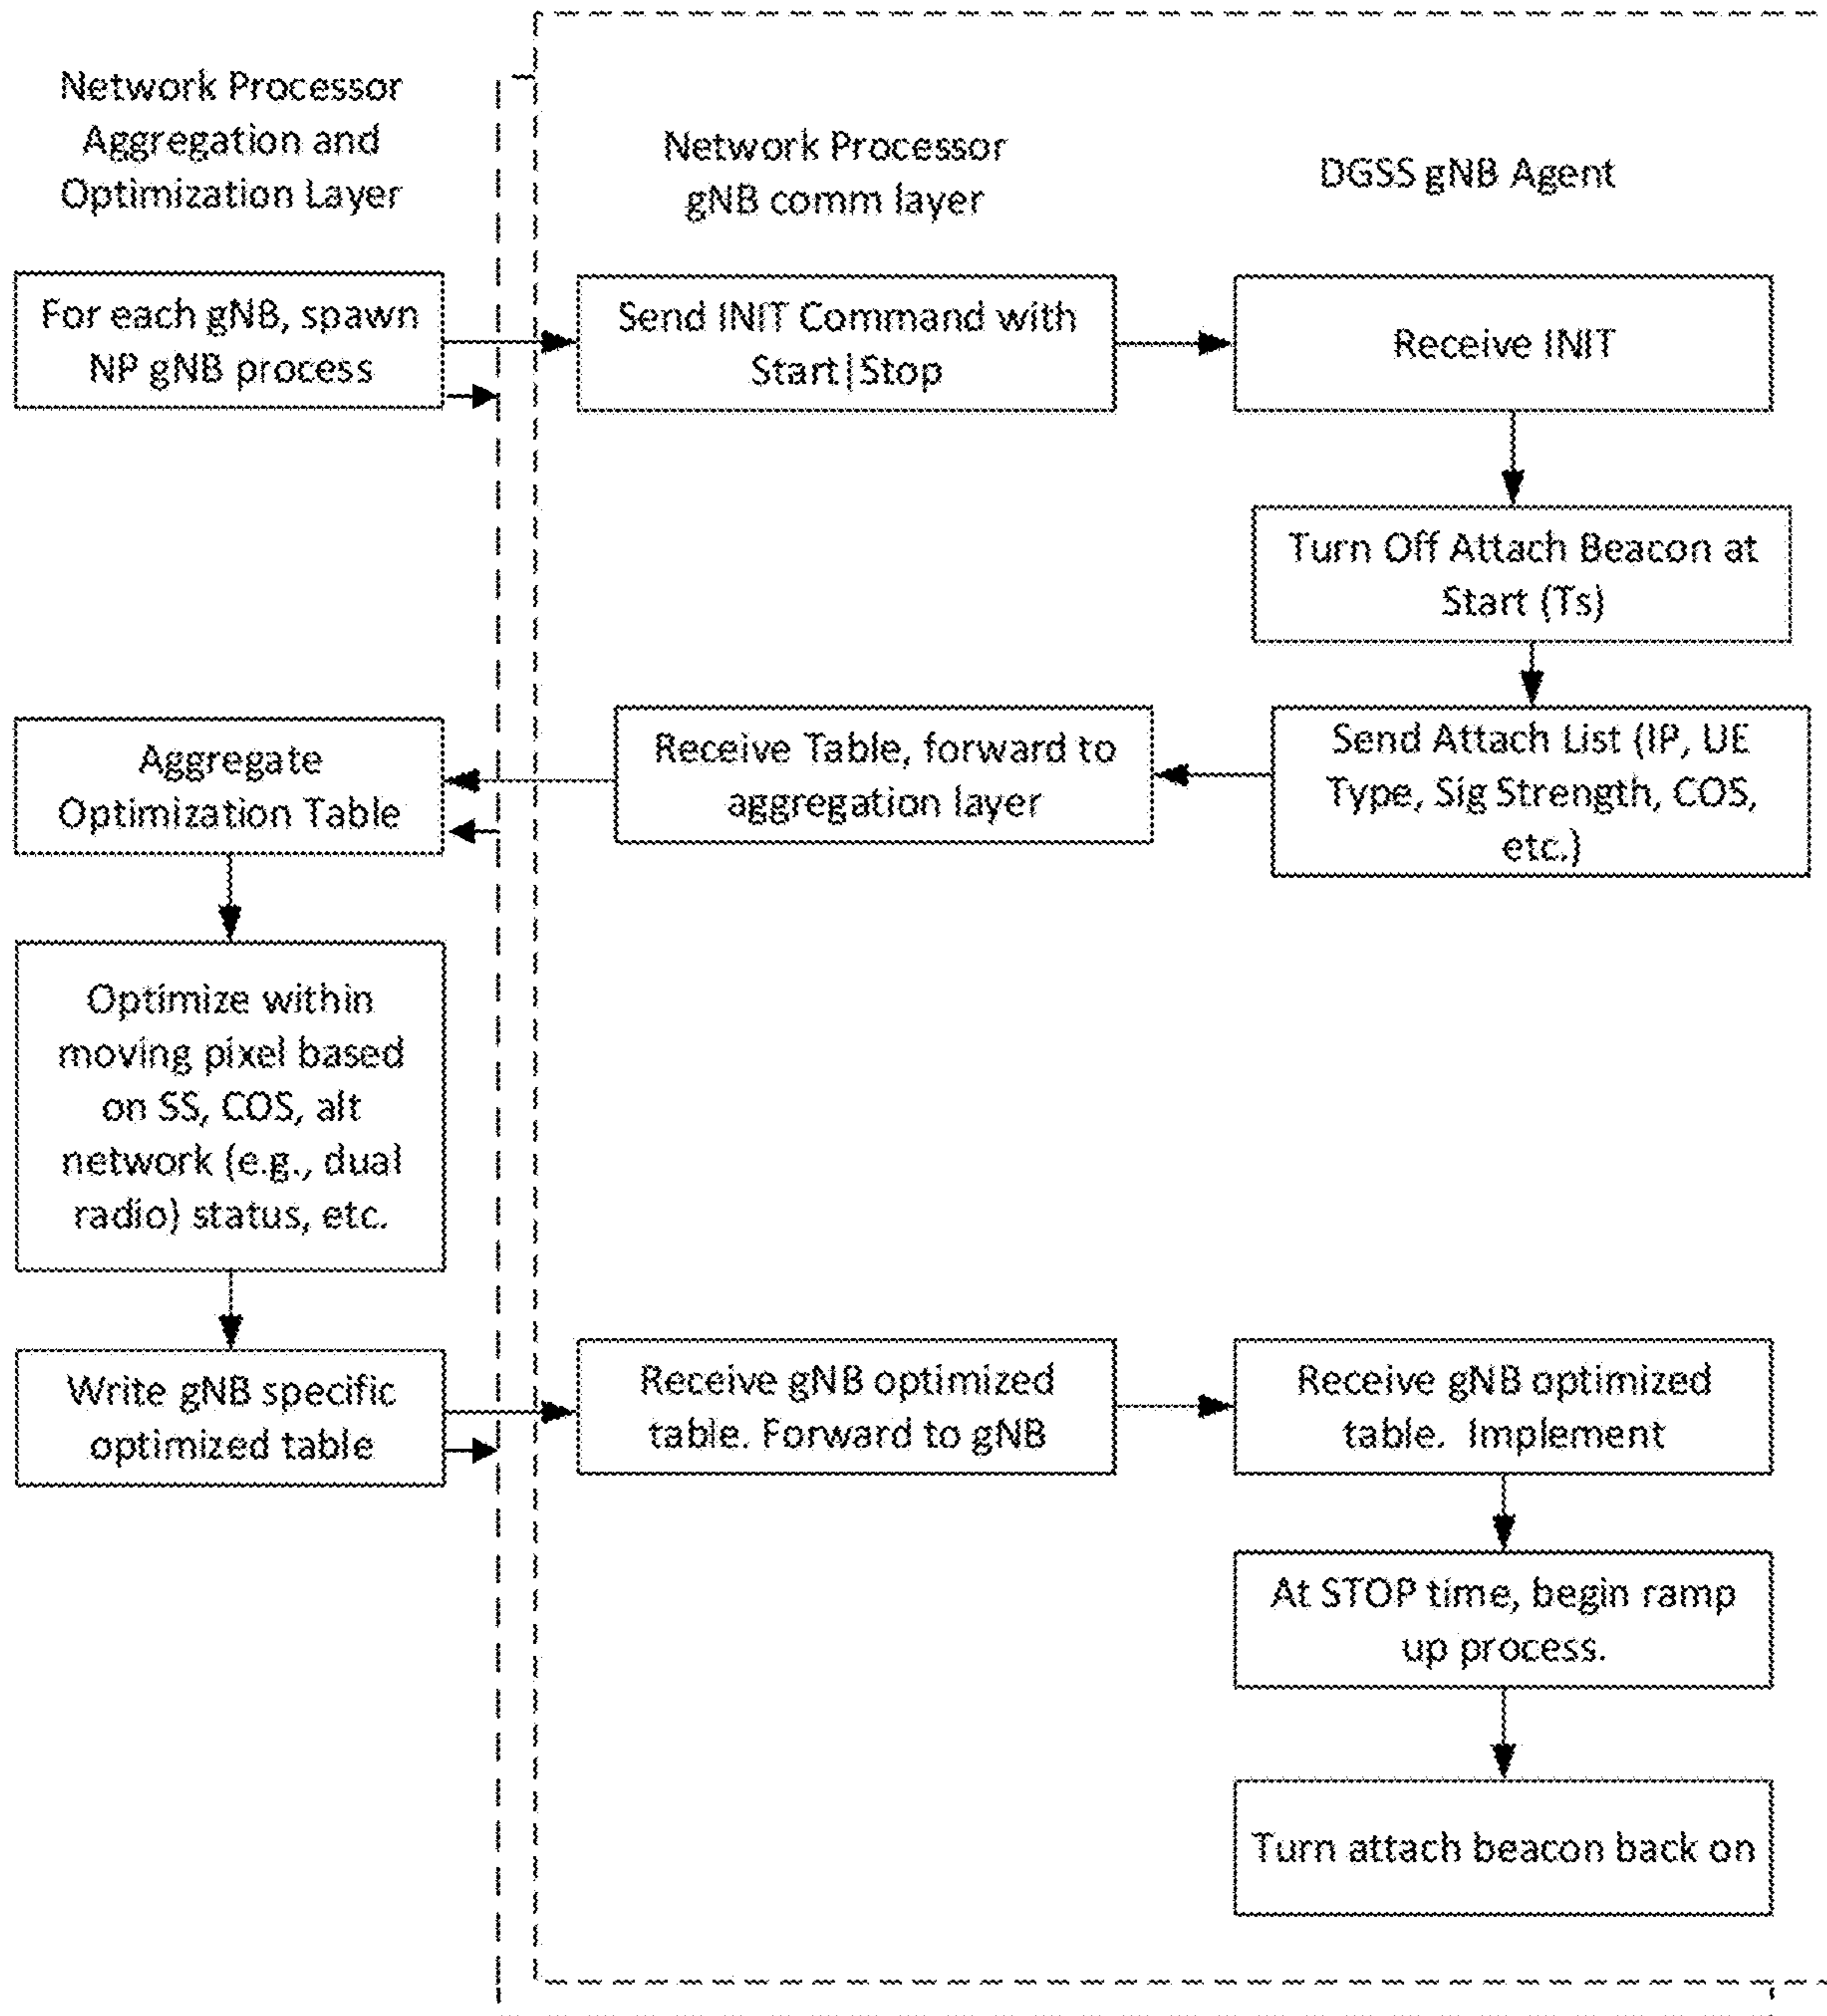 Network Processor
Aggregation and
Optimization Layer
Network Processor
gNB comm layer
DGSS gNB Agent
For each gNB, spawn
NP gNB process
Send INIT Command with
Start|Stop
Receive INIT
Turn Off Attach Beacon at
Start (Ts)
Aggregate
Optimization Table
Receive Table, forward to
aggregation layer
Send Attach List (IP, UE
Type, Sig Strength, COS,
etc.)
Optimize within
moving pixel based
on SS, COS, alt
network (e.g., dual
radio) status, etc.
Write gNB specific
optimized table
Receive gNB optimized
table. Forward to gNB
Receive gNB optimized
table.  Implement
At STOP time, begin ramp
up process.
Turn attach beacon back on